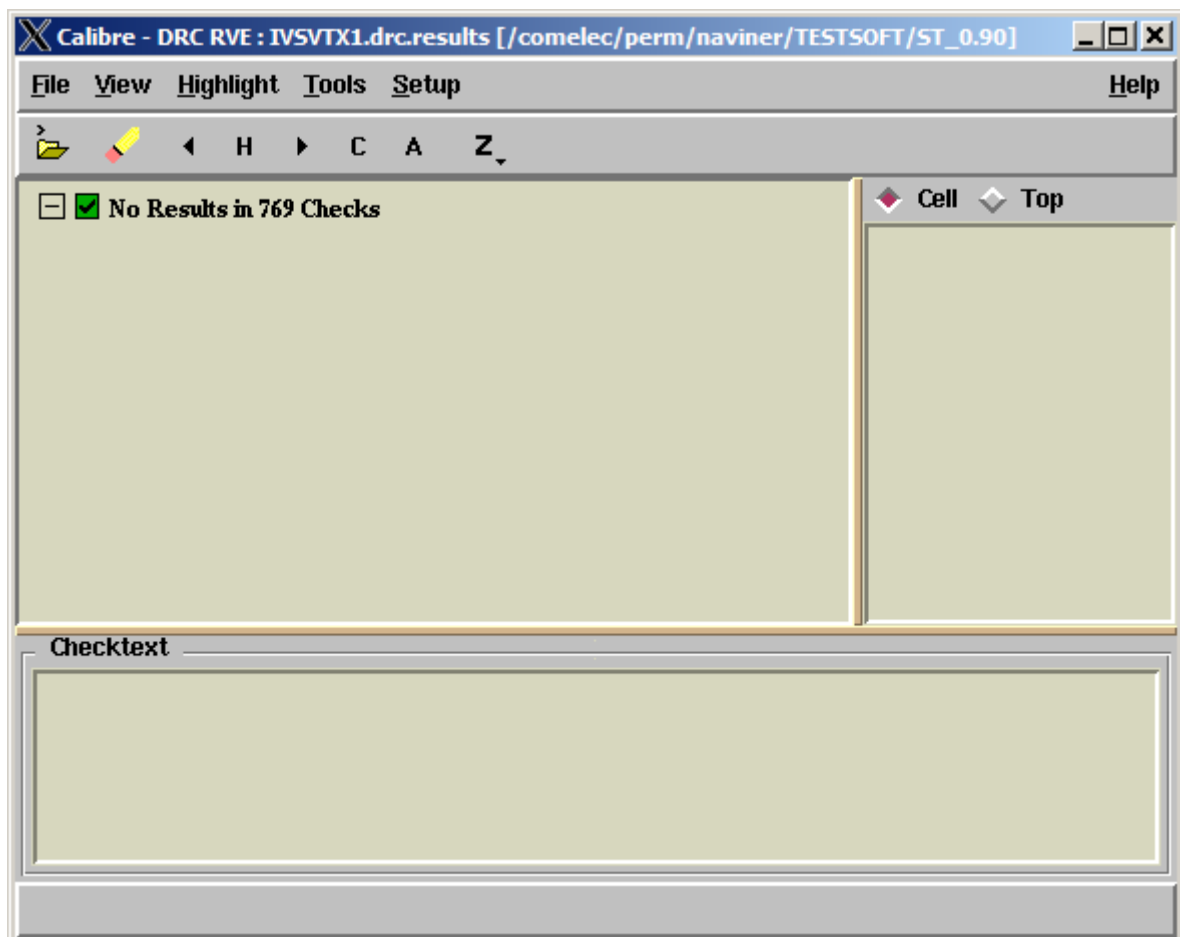 Calibre - DRC RVE : IVSVTX1.drc.results [/comelec/perm/naviner/TESTSOFT/ST_0.90]
File View Highlight Tools Setup Help
H C A Z
No Results in 769 Checks
Cell Top
Checktext